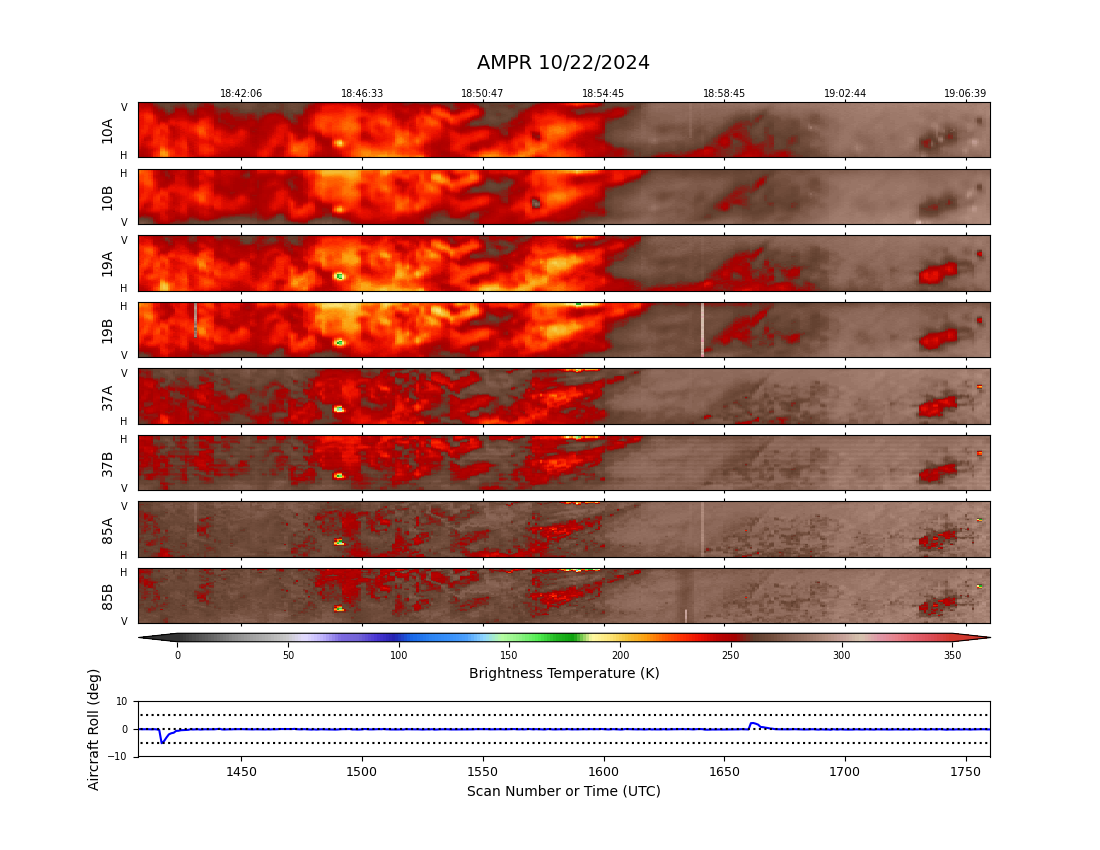 AMPR 10/22/2024
18:42:06 18:46:33 18:50:47 18:54:45 18:58:45 19:02:44 19:06:39
V
10A
H
H
10B
V
V
19A
H
H
19B
V
V
37A
H
H
37B
V
V
85A
H
H
85B
V
0 50 100 150 200 250 300 350
Brightness Temperature (K)
Aircraft Roll (deg)
10
0
−10
1450 1500 1550 1600 1650 1700 1750
Scan Number or Time (UTC)